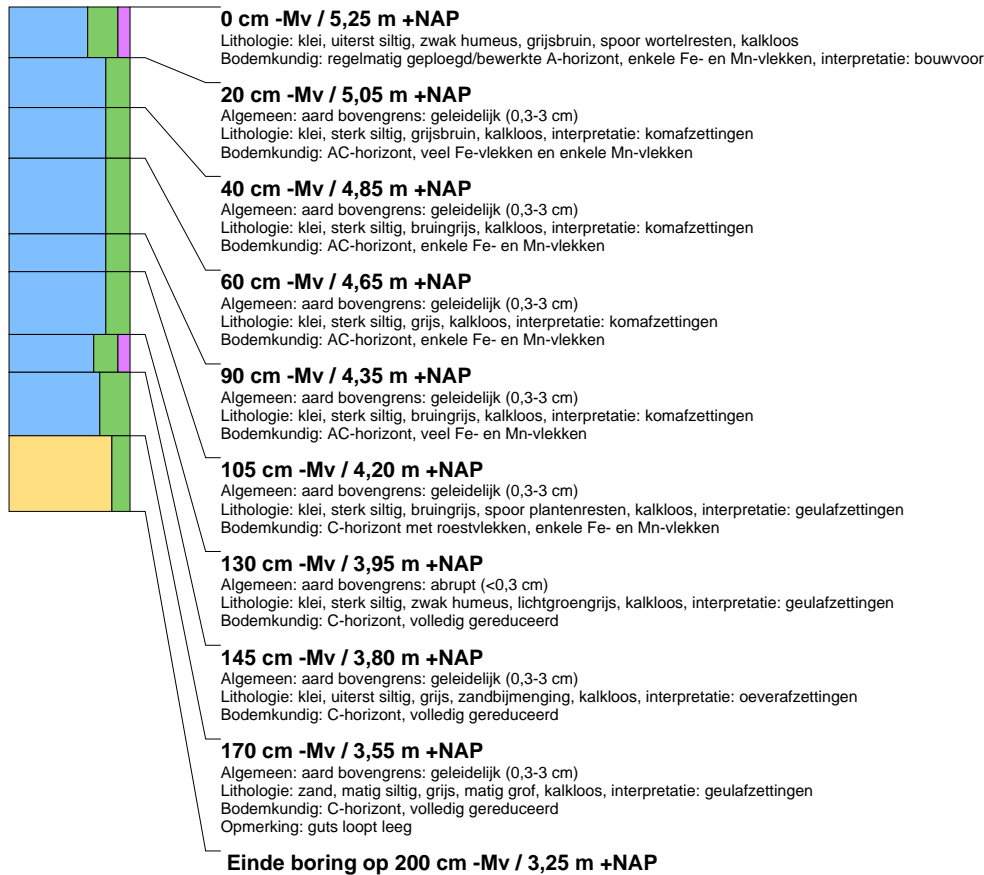 0 cm -Mv / 5,25 m +NAP
Lithologie: klei, uiterst siltig, zwak humeus, grijsbruin, spoor wortelresten, kalkloos
Bodemkundig: regelmatig geploegd/bewerkte A-horizont, enkele Fe- en Mn-vlekken, interpretatie: bouwvoor
20 cm -Mv / 5,05 m +NAP
Algemeen: aard bovengrens: geleidelijk (0,3-3 cm)
Lithologie: klei, sterk siltig, grijsbruin, kalkloos, interpretatie: komafzettingen
Bodemkundig: AC-horizont, veel Fe-vlekken en enkele Mn-vlekken
40 cm -Mv / 4,85 m +NAP
Algemeen: aard bovengrens: geleidelijk (0,3-3 cm)
Lithologie: klei, sterk siltig, bruingrijs, kalkloos, interpretatie: komafzettingen
Bodemkundig: AC-horizont, enkele Fe- en Mn-vlekken
60 cm -Mv / 4,65 m +NAP
Algemeen: aard bovengrens: geleidelijk (0,3-3 cm)
Lithologie: klei, sterk siltig, grijs, kalkloos, interpretatie: komafzettingen
Bodemkundig: AC-horizont, enkele Fe- en Mn-vlekken
90 cm -Mv / 4,35 m +NAP
Algemeen: aard bovengrens: geleidelijk (0,3-3 cm)
Lithologie: klei, sterk siltig, bruingrijs, kalkloos, interpretatie: komafzettingen
Bodemkundig: AC-horizont, veel Fe- en Mn-vlekken
105 cm -Mv / 4,20 m +NAP
Algemeen: aard bovengrens: geleidelijk (0,3-3 cm)
Lithologie: klei, sterk siltig, bruingrijs, spoor plantenresten, kalkloos, interpretatie: geulafzettingen
Bodemkundig: C-horizont met roestvlekken, enkele Fe- en Mn-vlekken
130 cm -Mv / 3,95 m +NAP
Algemeen: aard bovengrens: abrupt (<0,3 cm)
Lithologie: klei, sterk siltig, zwak humeus, lichtgroengrijs, kalkloos, interpretatie: geulafzettingen
Bodemkundig: C-horizont, volledig gereduceerd
145 cm -Mv / 3,80 m +NAP
Algemeen: aard bovengrens: geleidelijk (0,3-3 cm)
Lithologie: klei, uiterst siltig, grijs, zandbijmenging, kalkloos, interpretatie: oeverafzettingen
Bodemkundig: C-horizont, volledig gereduceerd
170 cm -Mv / 3,55 m +NAP
Algemeen: aard bovengrens: geleidelijk (0,3-3 cm)
Lithologie: zand, matig siltig, grijs, matig grof, kalkloos, interpretatie: geulafzettingen
Bodemkundig: C-horizont, volledig gereduceerd
Opmerking: guts loopt leeg
Einde boring op 200 cm -Mv / 3,25 m +NAP